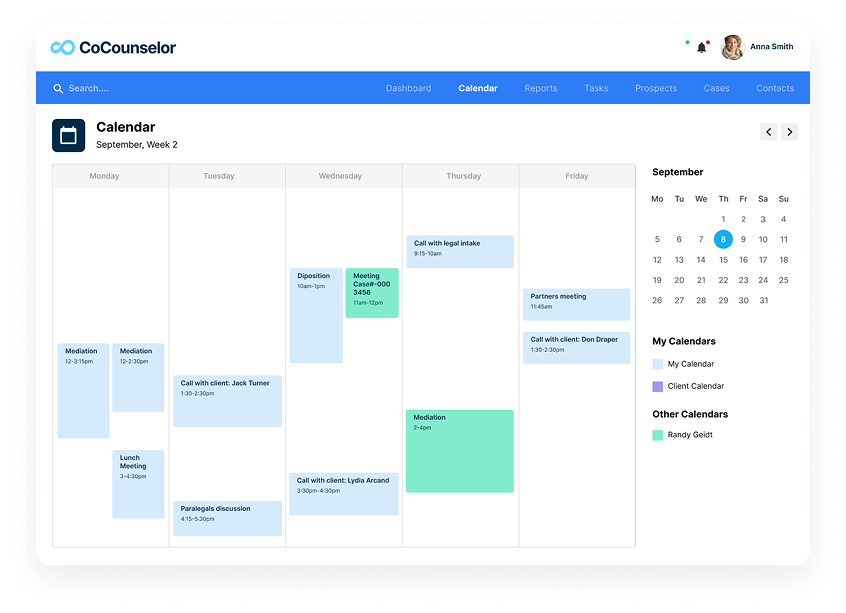 CoCounselor
Anna Smith
Search....
Dashboard
Calendar
Reports
Tasks
Prospects
Cases
Contacts
Calendar
September, Week 2
Monday
Tuesday
Wednesday
Thursday
Friday
Mediation
12-3:15pm
Mediation
12-2:30pm
Lunch
Meeting
3-4:30pm
Call with client: Jack Turner
1:30-2:30pm
Paralegals discussion
4:15-5:30pm
Diposition
10am-1pm
Meeting
Case#-000
3456
11am-12pm
Call with client: Lydia Arcand
3:30pm-4:30pm
Call with legal intake
9:15-10am
Mediation
2-4pm
Partners meeting
11:45am
Call with client: Don Draper
1:30-2:30pm
September
Mo Tu We Th Fr Sa Su
1 2 3 4
5 6 7 8 9 10 11
12 13 14 15 16 17 18
19 20 21 22 23 24 25
26 27 28 29 30 31
My Calendars
My Calendar
Client Calendar
Other Calendars
Randy Geidt